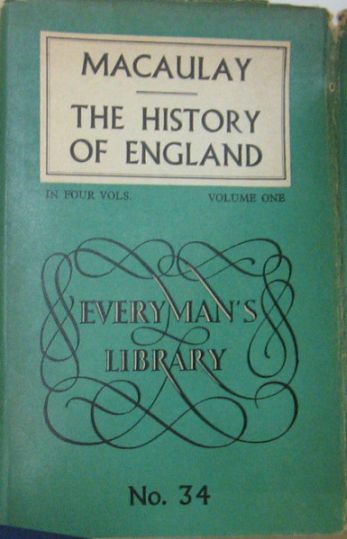 MACAULAY
THE HISTORY
OF ENGLAND
IN FOUR VOLS. VOLUME ONE
EVERYMAN'S
LIBRARY
No. 34